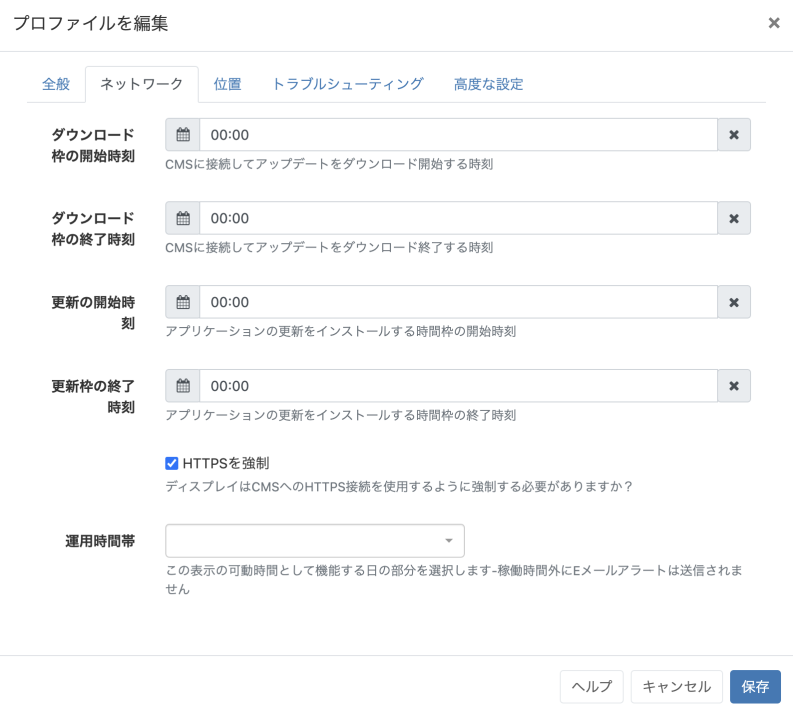 プロファイルを編集
全般 ネットワーク 位置 トラブルシューティング 高度な設定
ダウンロード
枠の開始時刻
00:00
CMSに接続してアップデートをダウンロード開始する時刻
ダウンロード
枠の終了時刻
00:00
CMSに接続してアップデートをダウンロード終了する時刻
更新の開始時
刻
00:00
アプリケーションの更新をインストールする時間枠の開始時刻
更新枠の終了
時刻
00:00
アプリケーションの更新をインストールする時間枠の終了時刻
HTTPSを強制
ディスプレイはCMSへのHTTPS接続を使用するように強制する必要がありますか？
運用時間帯
この表示の可動時間として機能する日の部分を選択します-稼働時間外にEメールアラートは送信されま
せん
ヘルプ キャンセル 保存